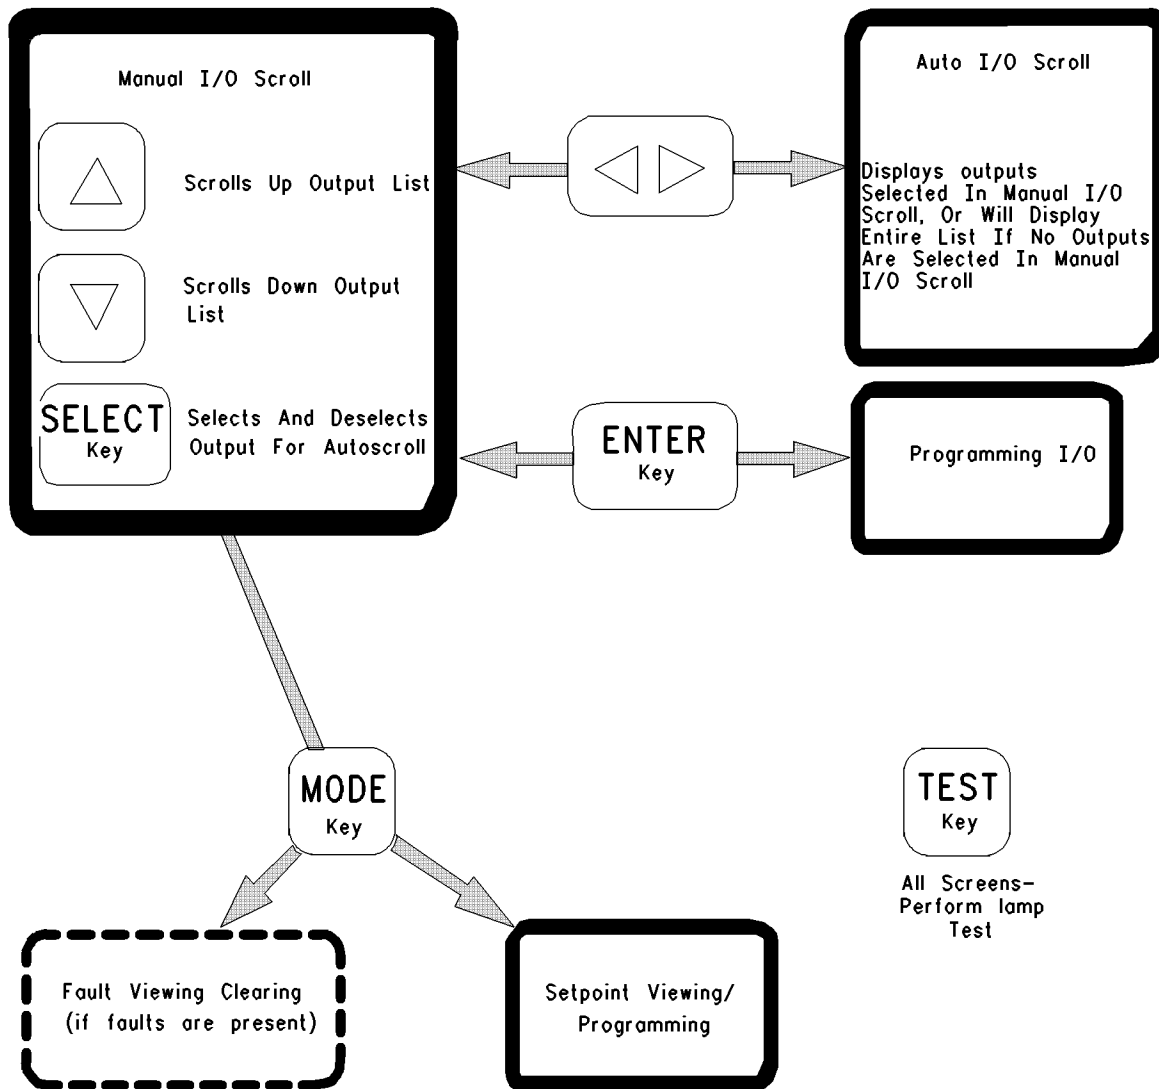 Manual I/O Scroll
Scrolls Up Output List
Scrolls Down Output
List
SELECT
Key
Selects And Deselects
Output For Autoscroll
Auto I/O Scroll
Displays outputs
Selected In Manual I/O
Scroll, Or Will Display
Entire List If No Outputs
Are Selected In Manual
I/O Scroll
ENTER
Key
Programming I/O
MODE
Key
TEST
Key
All Screens-
Perform lamp
Test
Fault Viewing Clearing
(if faults are present)
Setpoint Viewing/
Programming